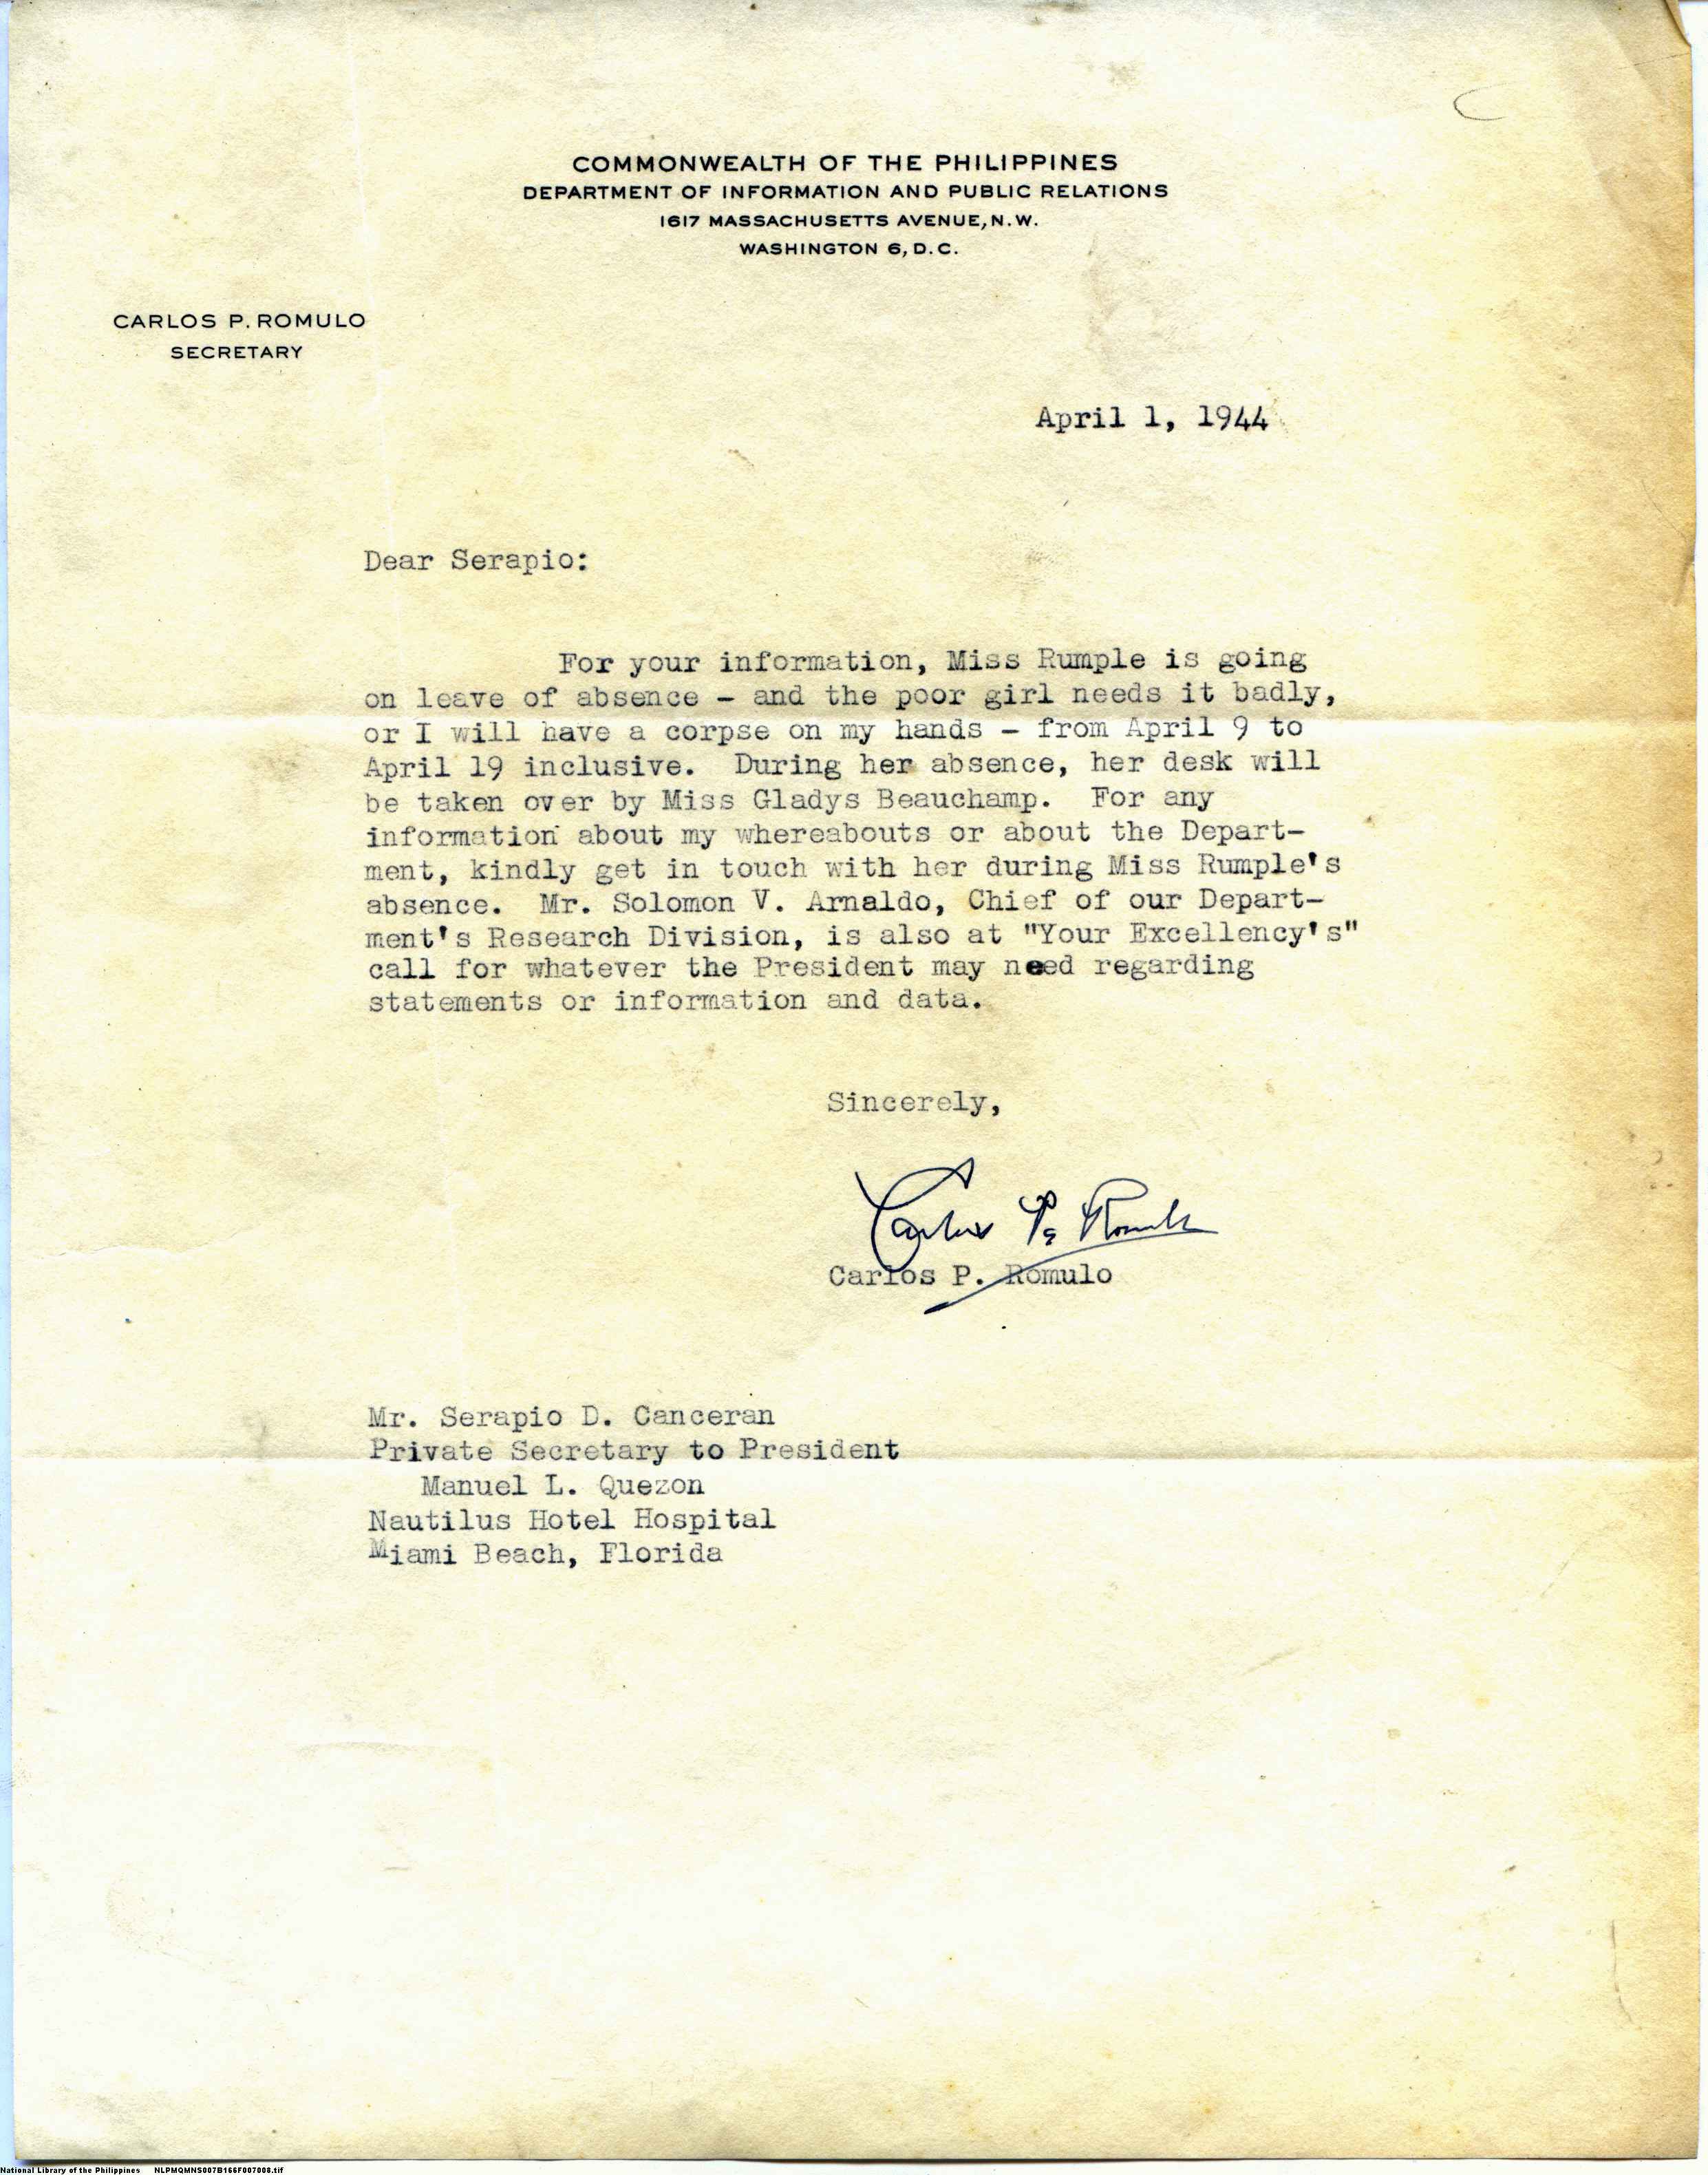 COMMONWEALTH OF THE PHILIPPINES
DEPARTMENT OF INFORMATION AND PUBLIC RELATIONS
1617 MASSACHUSETTS AVENUE, N. W.
WASHINGTON 6, D. C.
CARLOS P. ROMULO
SECRETARY
April 1, 1944
Dear Serapio:
For your information, Miss Rumple is going
on leave of absence - and the poor girl needs it badly,
or I will have a corpse on my hands - from April 9 to
April 19 inclusive. During her absence, her desk will
be taken over by Miss Gladys Beauchamp. For any
information about my whereabouts or about the Depart-
ment, kindly get in touch with her during Miss Rumple's
absence. Mr. Solomon V. Arnaldo, Chief of our Depart-
ment's Research Division, is also at "Your Excellency's"
call for whatever the President may need regarding
statements or information and data.
Sincerely,
Carlos P. Romulo
Carlos P. Romulo
Mr. Serapio D. Canceran
Private Secretary to President
Manuel L. Quezon
Nautilus Hotel Hospital
Miami Beach, Florida
National Library of the Philippines NLPMQMNS007B166F007008.tif